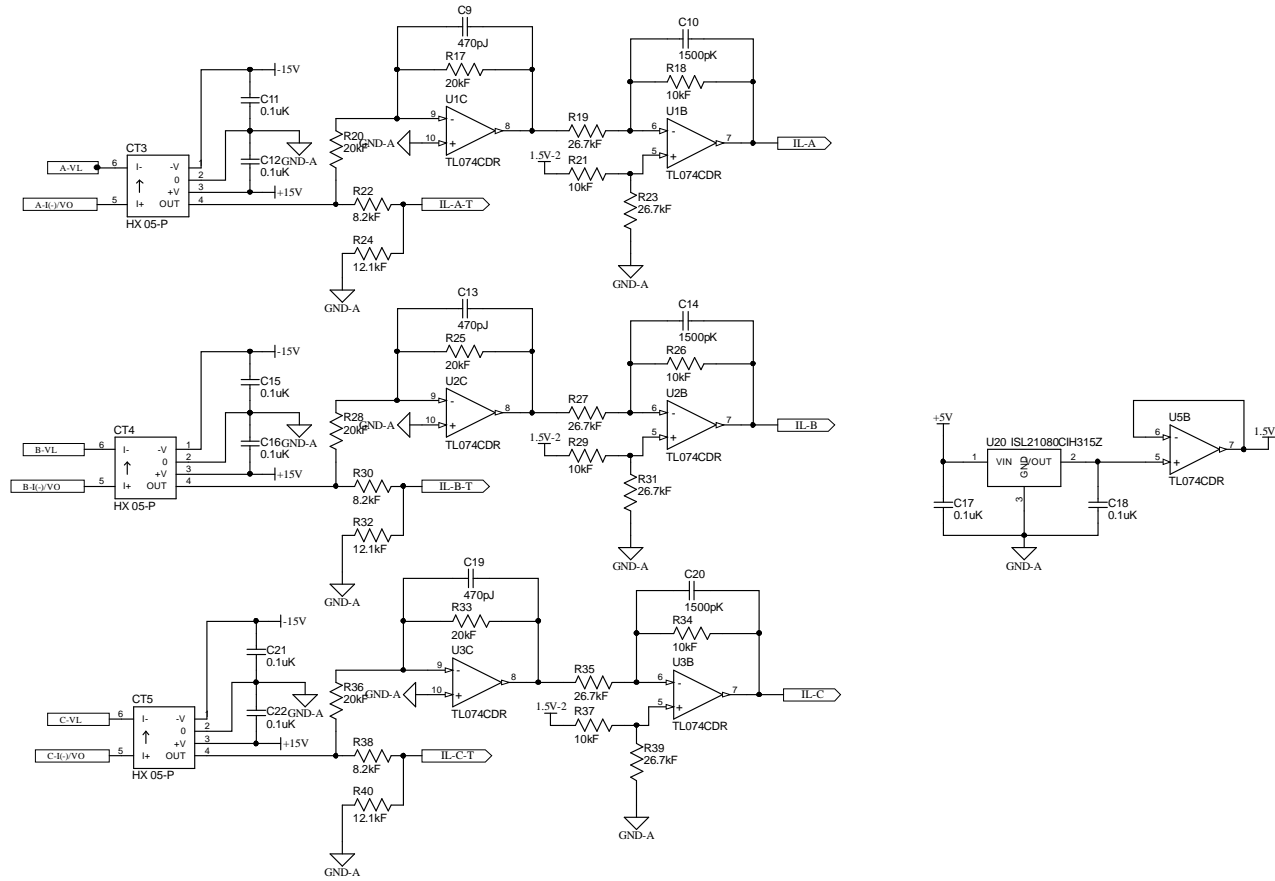 C9
470pJ
R17
20kF
U1C
9
10
8
-
+
TL074CDR
GND-A
C10
1500pK
R18
10kF
U1B
6
5
7
-
+
TL074CDR
IL-A
R19
26.7kF
1.5V-2
R21
10kF
R23
26.7kF
GND-A
-15V
C11
0.1uK
GND-A
C12
0.1uK
+15V
R20
20kF
CT3
A-VL
6
I-
-V
1
0
2
+V
3
A-I(-)/VO
5
I+
OUT
4
HX 05-P
R22
8.2kF
IL-A-T
R24
12.1kF
GND-A
C13
470pJ
R25
20kF
U2C
9
10
8
-
+
TL074CDR
GND-A
C14
1500pK
R26
10kF
U2B
6
5
7
-
+
TL074CDR
IL-B
R27
26.7kF
1.5V-2
R29
10kF
R31
26.7kF
GND-A
-15V
C15
0.1uK
GND-A
C16
0.1uK
+15V
R28
20kF
CT4
B-VL
6
I-
-V
1
0
2
+V
3
B-I(-)/VO
5
I+
OUT
4
HX 05-P
R30
8.2kF
IL-B-T
R32
12.1kF
GND-A
+5V
U20 ISL21080CIH315Z
1
VIN
GND
VOUT
2
3
C17
0.1uK
C18
0.1uK
GND-A
U5B
6
5
7
-
+
TL074CDR
1.5V
C19
470pJ
R33
20kF
U3C
9
10
8
-
+
TL074CDR
GND-A
C20
1500pK
R34
10kF
U3B
6
5
7
-
+
TL074CDR
IL-C
R35
26.7kF
1.5V-2
R37
10kF
R39
26.7kF
GND-A
-15V
C21
0.1uK
GND-A
C22
0.1uK
+15V
R36
20kF
CT5
C-VL
6
I-
-V
1
0
2
+V
3
C-I(-)/VO
5
I+
OUT
4
HX 05-P
R38
8.2kF
IL-C-T
R40
12.1kF
GND-A